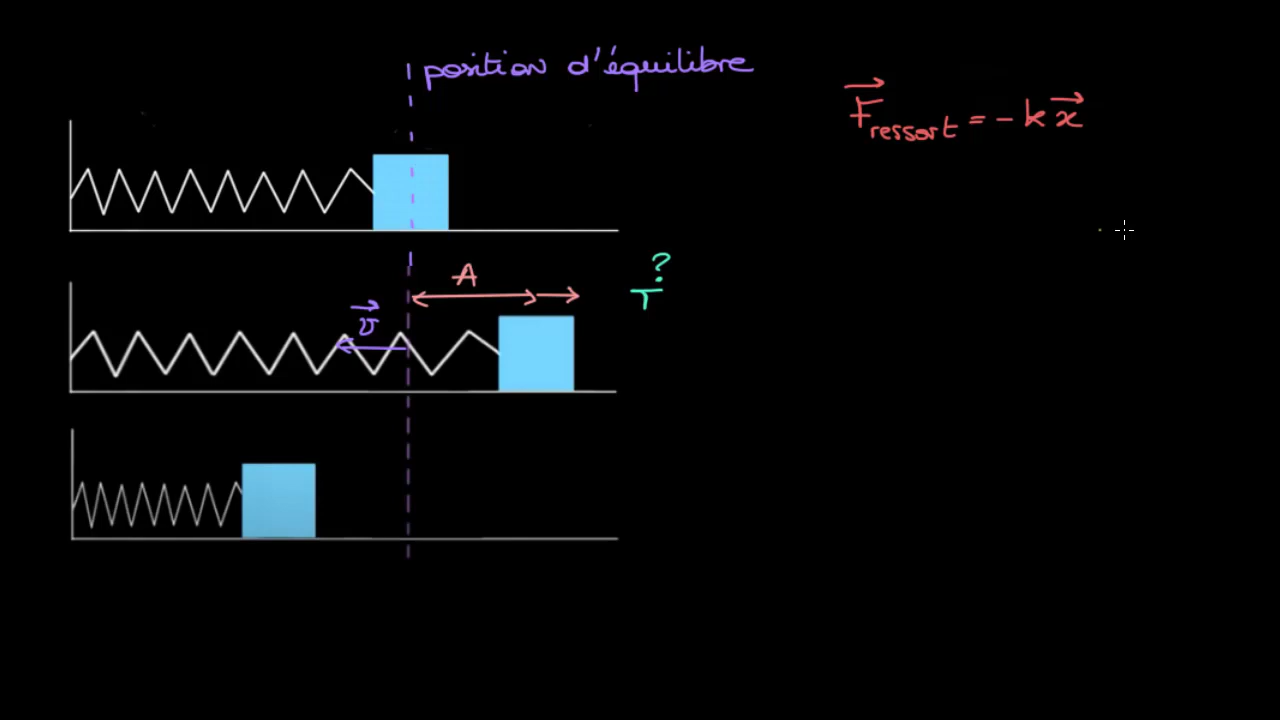 position d'équilibre
F ressort = - k x
A
?
T
v